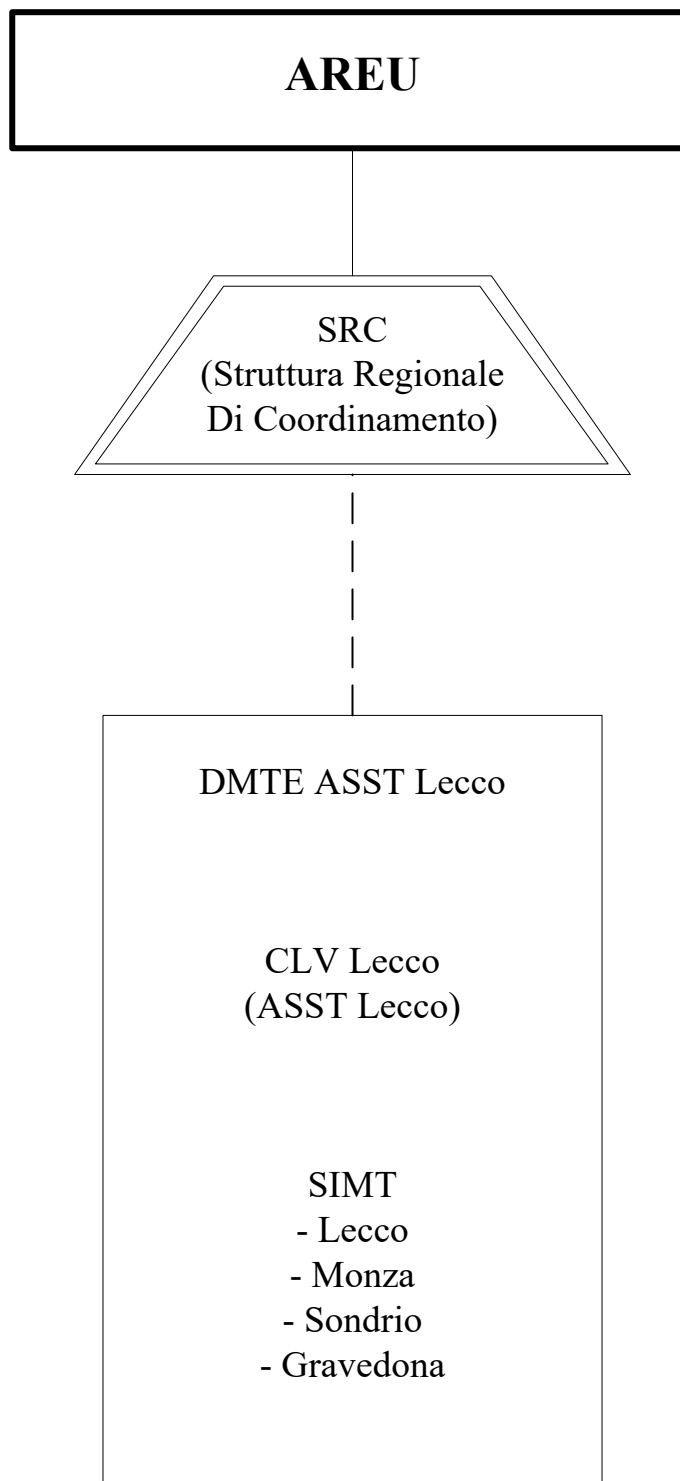 AREU
SRC
(Struttura Regionale
Di Coordinamento)
DMTE ASST Lecco
CLV Lecco
(ASST Lecco)
SIMT
- Lecco
- Monza
- Sondrio
- Gravedona